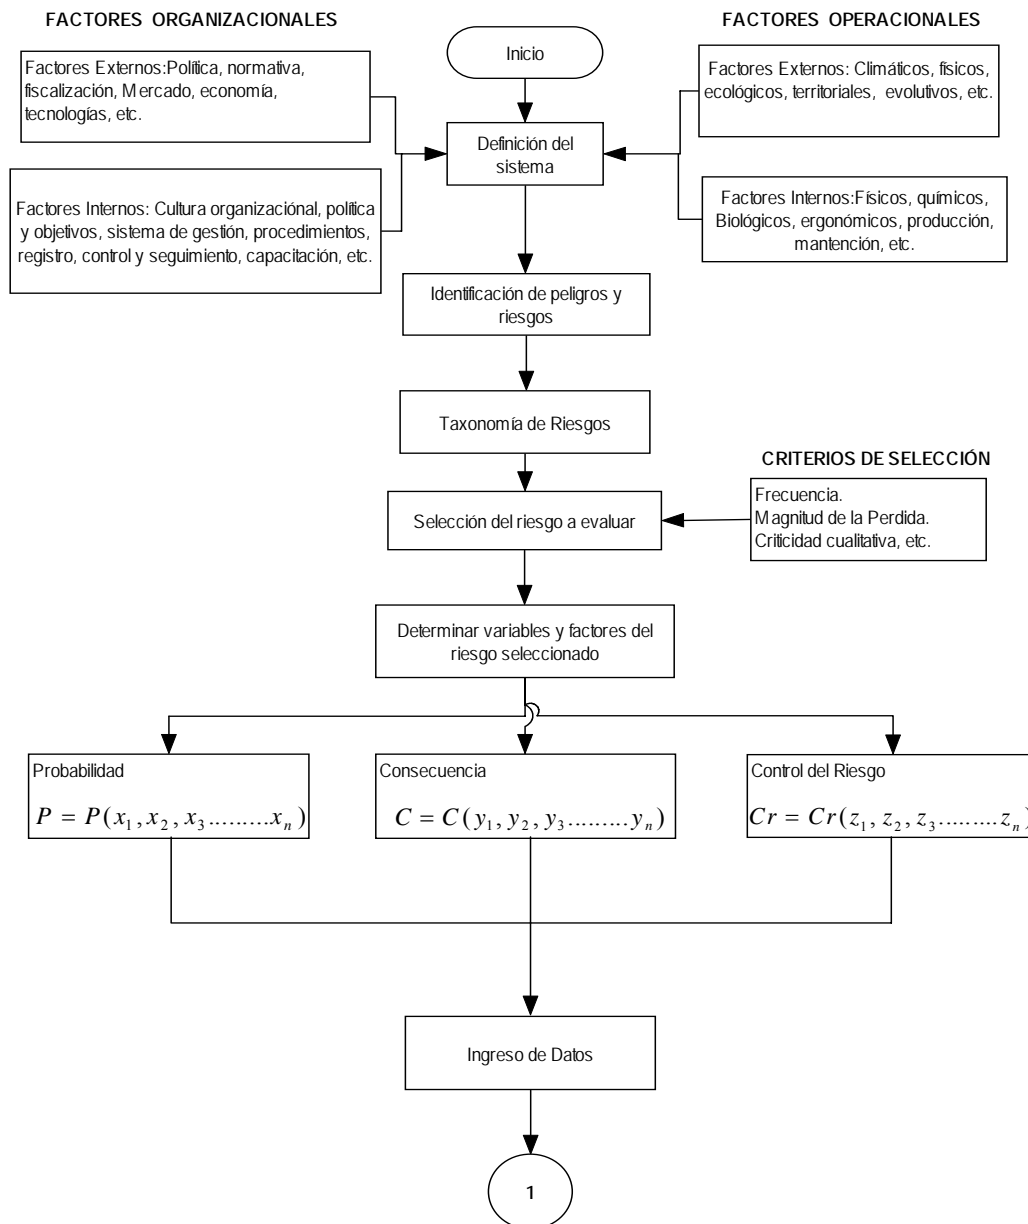 FACTORES ORGANIZACIONALES
FACTORES OPERACIONALES
Inicio
Factores Externos:Política, normativa,
fiscalización, Mercado, economía,
tecnologías, etc.
Factores Externos: Climáticos, físicos,
ecológicos, territoriales, evolutivos, etc.
Definición del
sistema
Factores Internos: Cultura organizaciónal, política
y objetivos, sistema de gestión, procedimientos,
registro, control y seguimiento, capacitación, etc.
Factores Internos:Físicos, químicos,
Biológicos, ergonómicos, producción,
mantención, etc.
Identificación de peligros y
riesgos
Taxonomía de Riesgos
CRITERIOS DE SELECCIÓN
Selección del riesgo a evaluar
Frecuencia.
Magnitud de la Perdida.
Criticidad cualitativa, etc.
Determinar variables y factores del
riesgo seleccionado
Probabilidad
P = P(x₁, x₂, x₃.........xₙ)
Consecuencia
C = C(y₁, y₂, y₃.........yₙ)
Control del Riesgo
Cr = Cr(z₁, z₂, z₃.........zₙ)
Ingreso de Datos
1